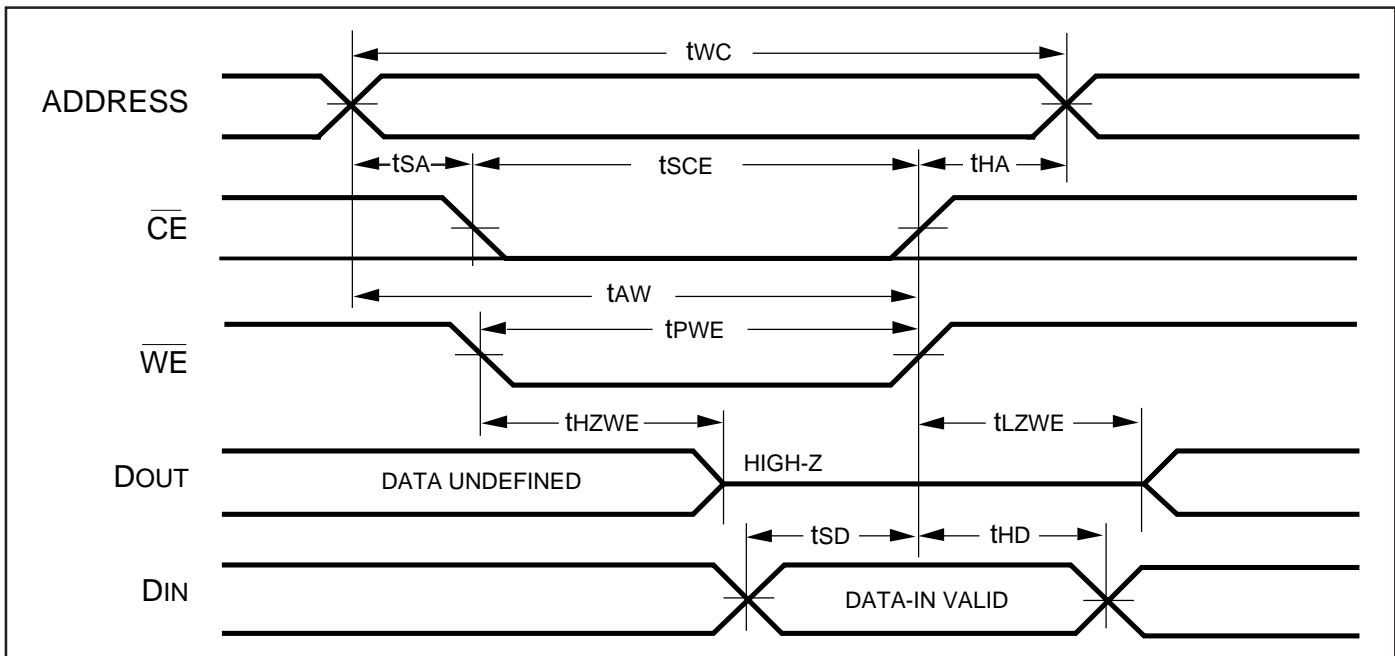 tWC
ADDRESS
tSA tSCE tHA
CE
tAW
tPWE
WE
tHZWE tLZWE
DOUT DATA UNDEFINED HIGH-Z
tSD tHD
DIN DATA-IN VALID